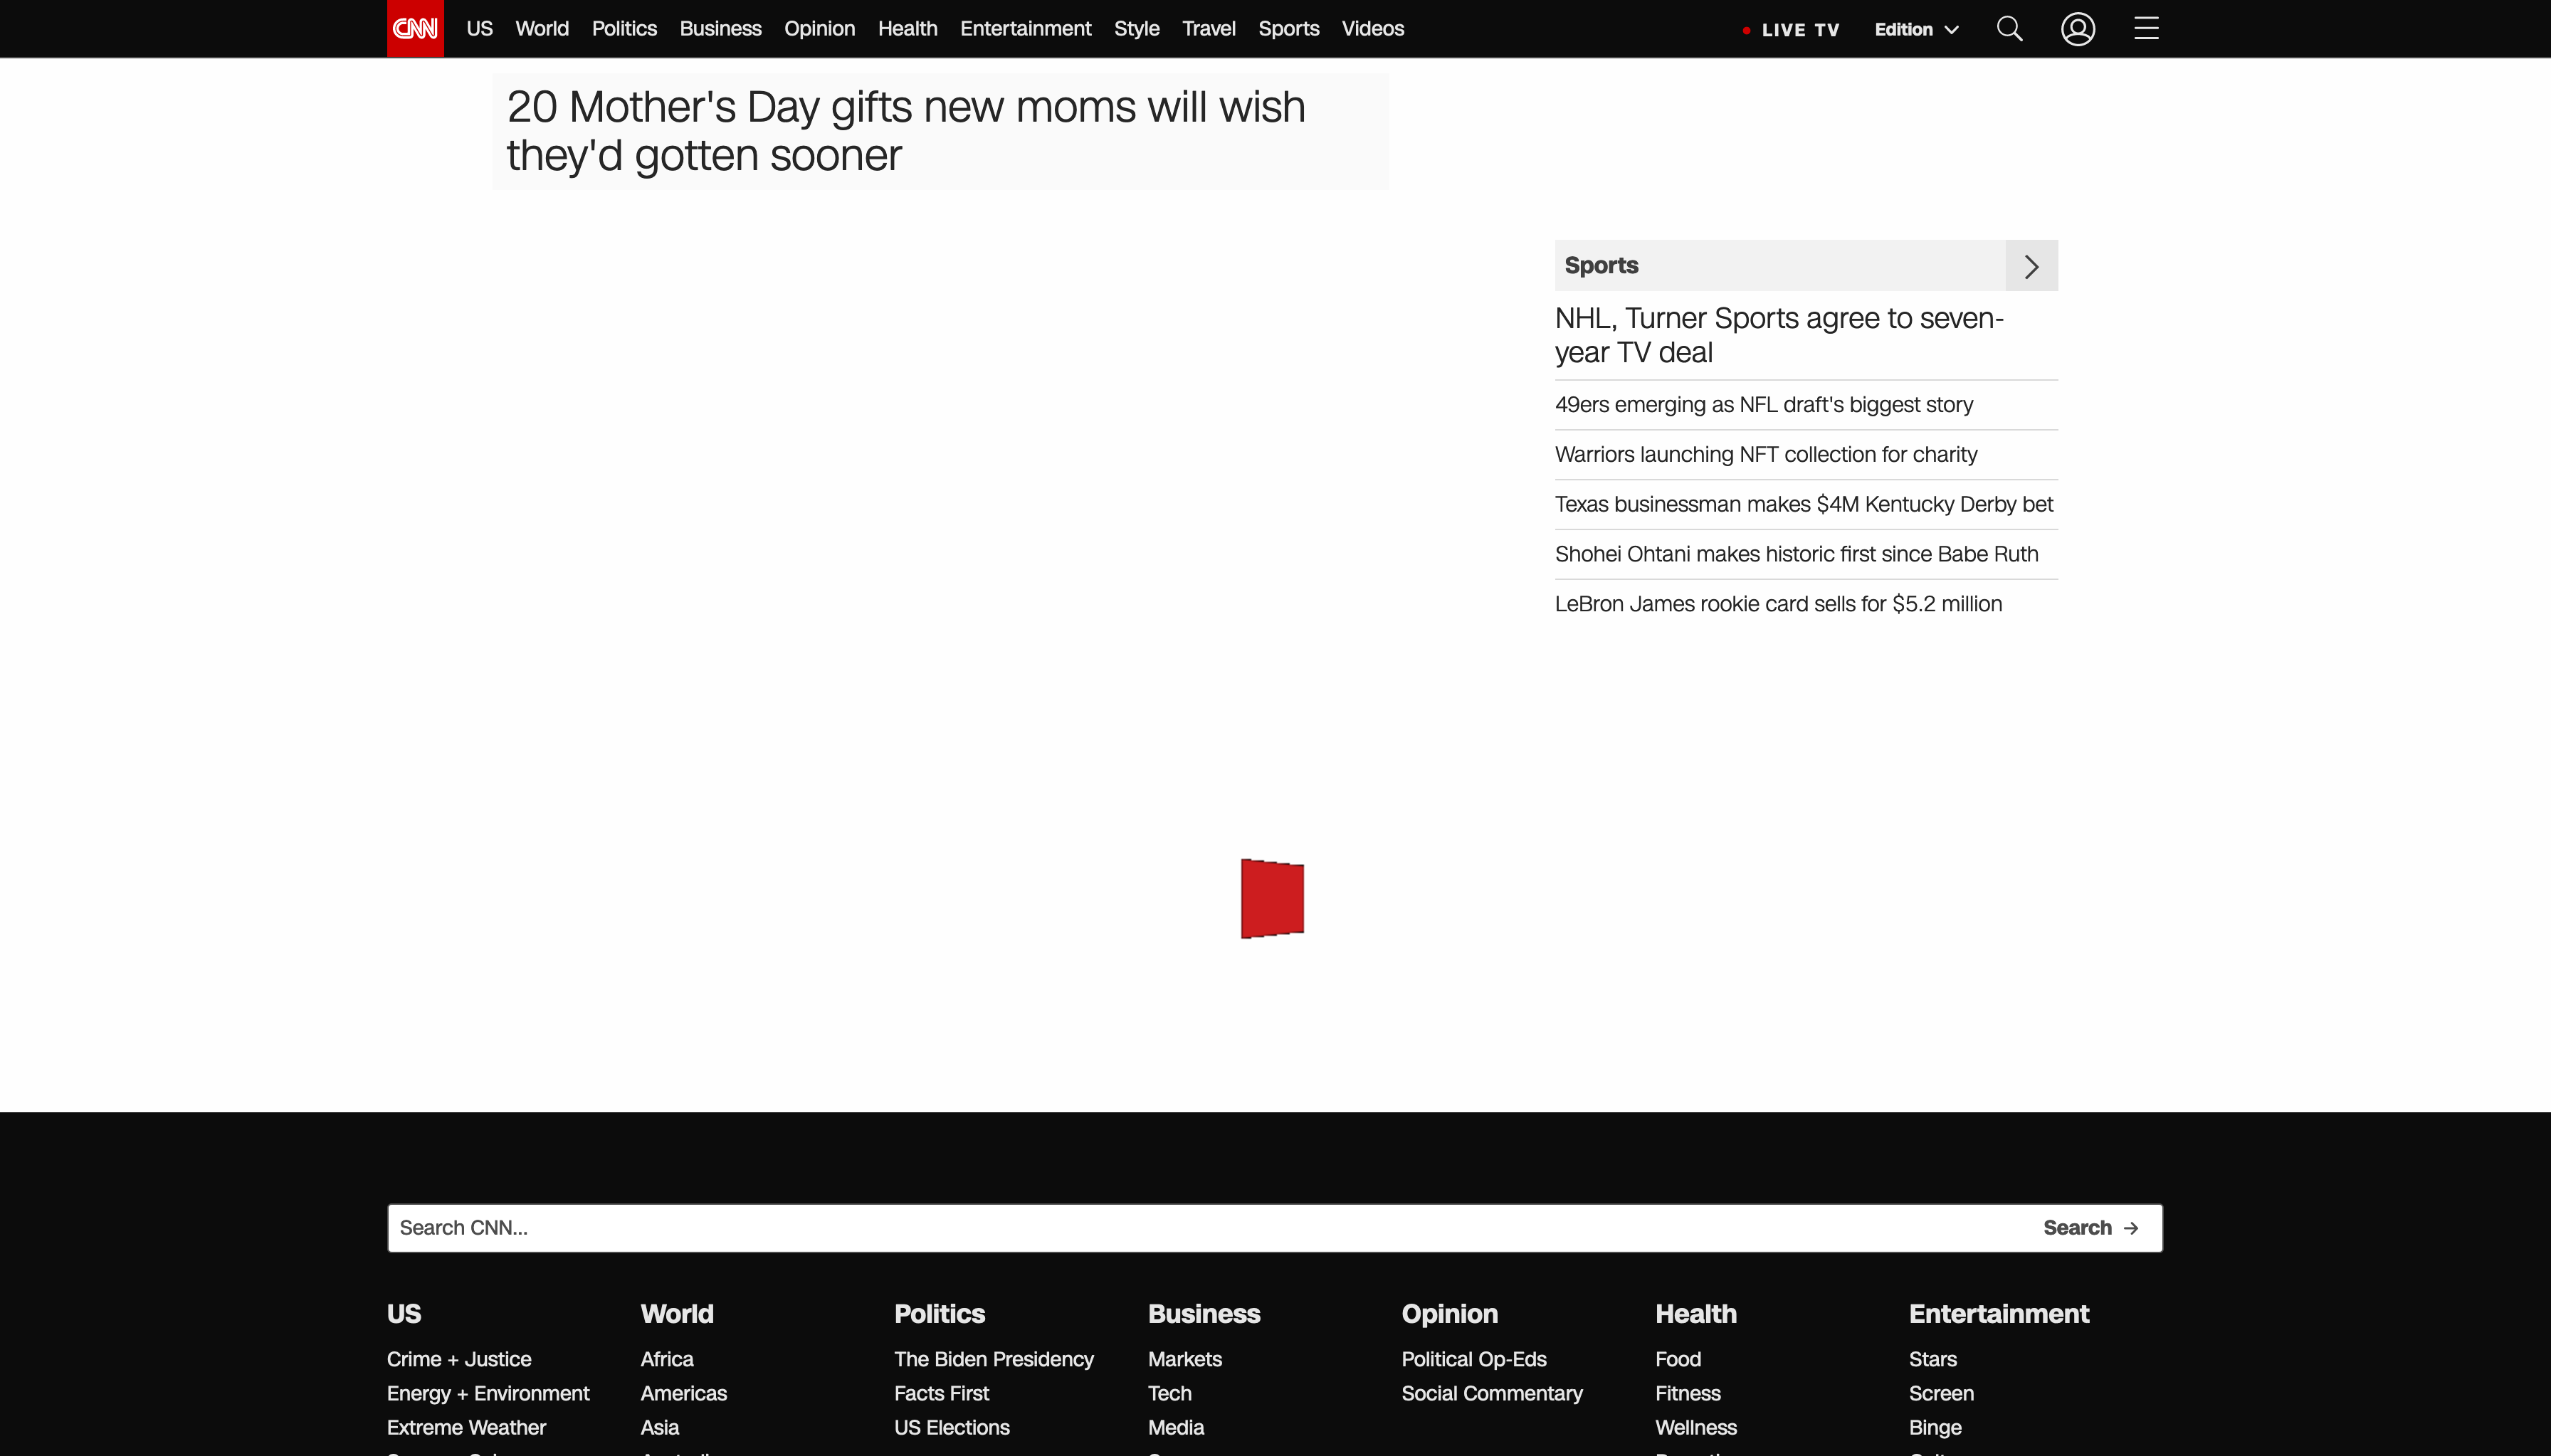 CNN US World Politics Business Opinion Health Entertainment Style Travel Sports Videos LIVE TV Edition
20 Mother's Day gifts new moms will wish
they'd gotten sooner
Sports
NHL, Turner Sports agree to seven-
year TV deal
49ers emerging as NFL draft's biggest story
Warriors launching NFT collection for charity
Texas businessman makes $4M Kentucky Derby bet
Shohei Ohtani makes historic first since Babe Ruth
LeBron James rookie card sells for $5.2 million
Search CNN... Search →
US World Politics Business Opinion Health Entertainment
Crime + Justice Africa The Biden Presidency Markets Political Op-Eds Food Stars
Energy + Environment Americas Facts First Tech Social Commentary Fitness Screen
Extreme Weather Asia US Elections Media Wellness Binge